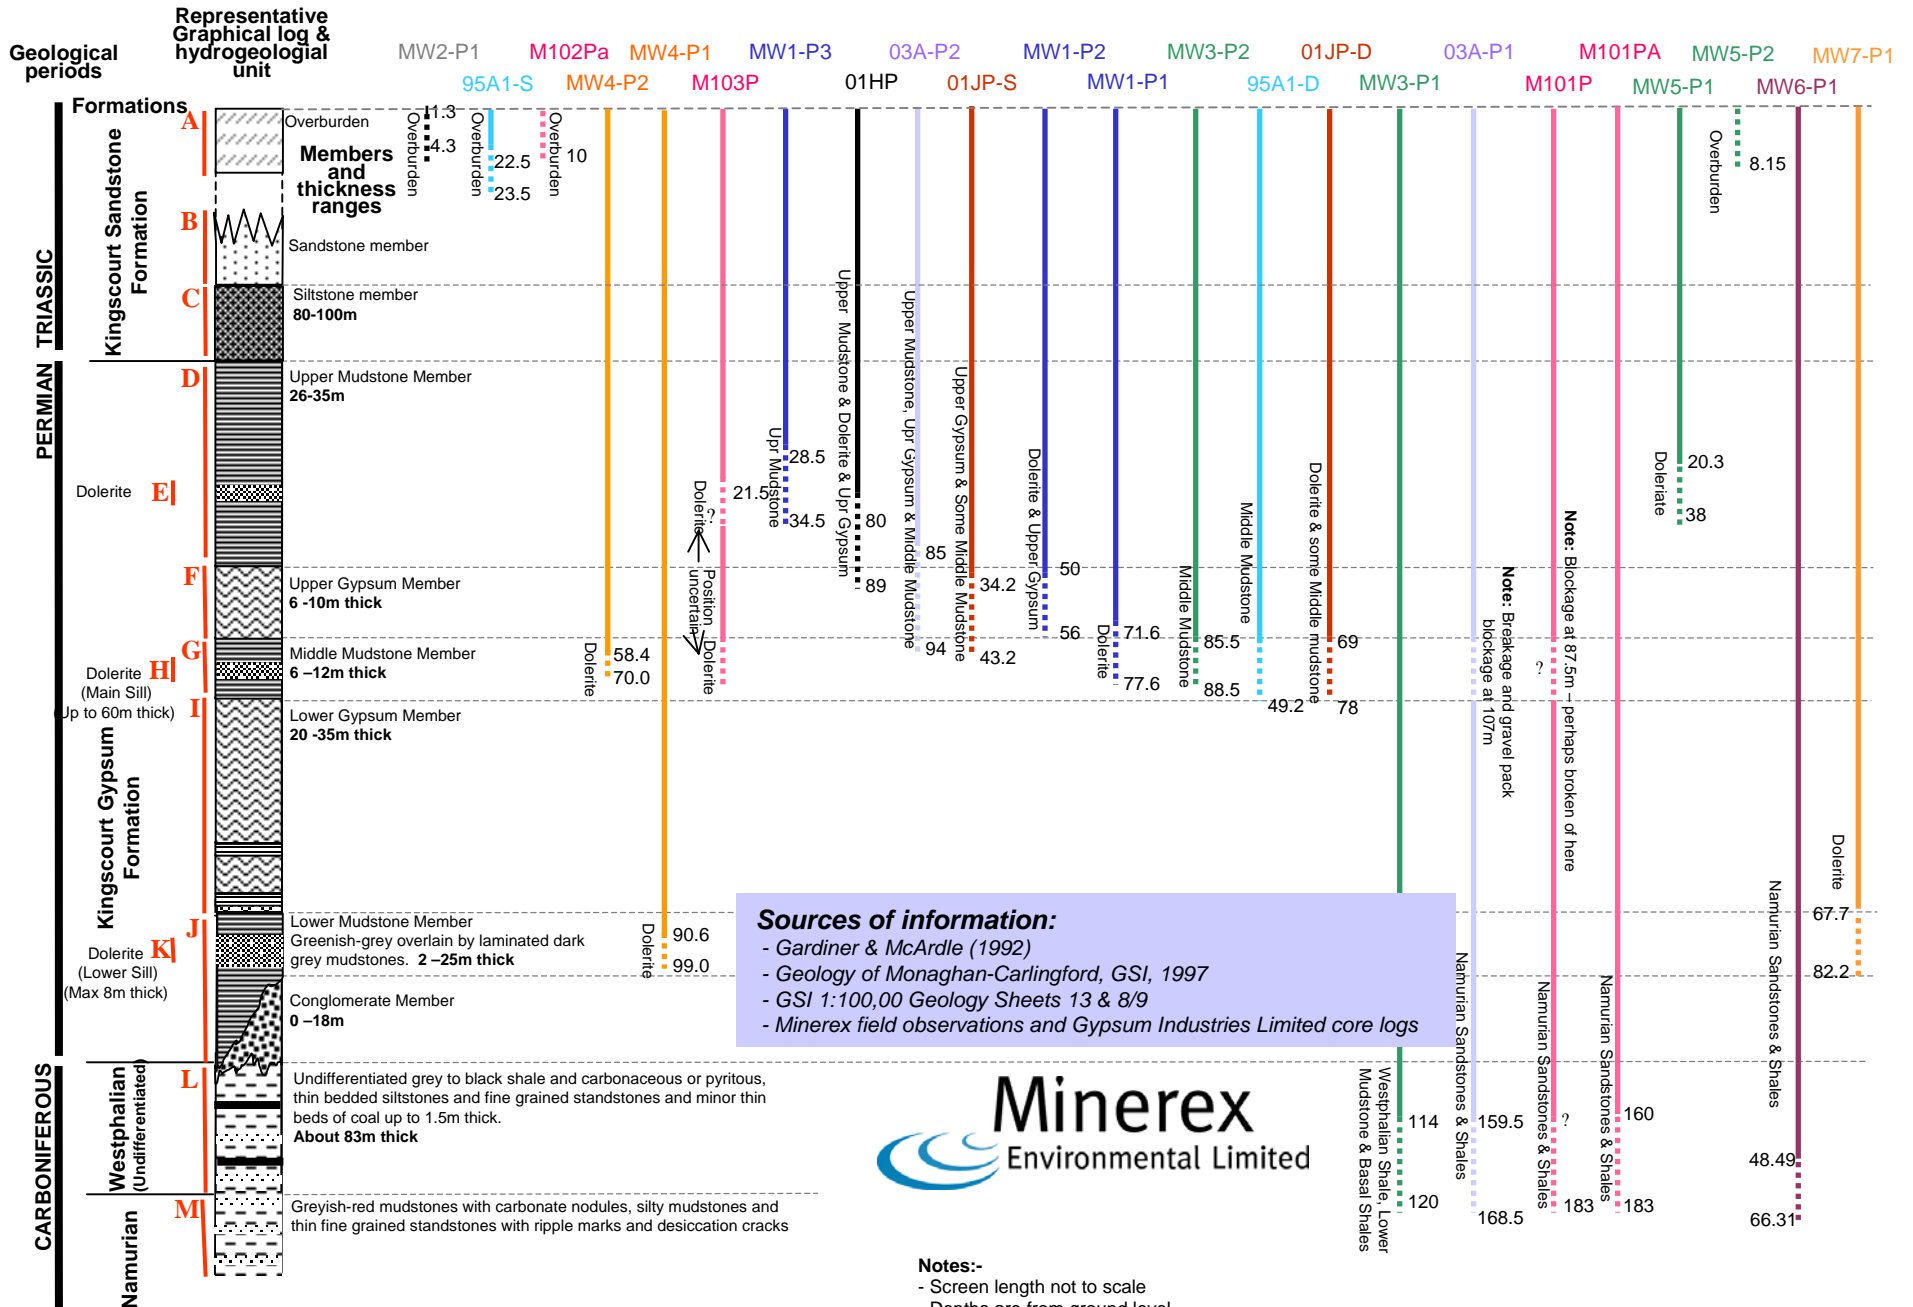 Geological
periods
Representative
Graphical log &
hydrogeologial
unit
MW2-P1
M102Pa
MW4-P1
MW1-P3
03A-P2
MW1-P2
MW3-P2
01JP-D
03A-P1
M101PA
MW5-P2
MW7-P1
95A1-S
MW4-P2
M103P
01HP
01JP-S
MW1-P1
95A1-D
MW3-P1
M101P
MW5-P1
MW6-P1
Formations
TRIASSIC
PERMIAN
CARBONIFEROUS
Kingscourt Sandstone
Formation
Kingscourt Gypsum
Formation
Westphalian
(Undifferentiated)
Namurian
A
B
C
D
Dolerite E
F
G
Dolerite H
(Main Sill)
(Up to 60m thick)
I
J
Dolerite K
(Lower Sill)
(Max 8m thick)
L
M
Overburden
Members
and
thickness
ranges
Sandstone member
Siltstone member
80-100m
Upper Mudstone Member
26-35m
Upper Gypsum Member
6 -10m thick
Middle Mudstone Member
6 –12m thick
Lower Gypsum Member
20 -35m thick
Lower Mudstone Member
Greenish-grey overlain by laminated dark
grey mudstones. 2 –25m thick
Conglomerate Member
0 –18m
Undifferentiated grey to black shale and carbonaceous or pyritous,
thin bedded siltstones and fine grained standstones and minor thin
beds of coal up to 1.5m thick.
About 83m thick
Greyish-red mudstones with carbonate nodules, silty mudstones and
thin fine grained standstones with ripple marks and desiccation cracks
Overburden
1.3
4.3
Overburden
22.5
23.5
Overburden
10
Dolerite
58.4
70.0
Dolerite
90.6
99.0
Dolerite
?
21.5
Position
uncertain
Dolerite
Upr Mudstone
28.5
34.5
Upper Mudstone & Dolerite & Upr Gypsum
80
89
Upper Mudstone, Upr Gypsum & Middle Mudstone
85
94
Upper Gypsum & Some Middle Mudstone
34.2
43.2
Dolerite & Upper Gypsum
50
56
Dolerite
71.6
77.6
Middle Mudstone
85.5
88.5
Middle Mudstone
49.2
Dolerite & some Middle mudstone
69
78
Westphalian Shale, Lower
Mudstone & Basal Shales
114
120
Note: Breakage and gravel pack
blockage at 107m
Namurian Sandstones & Shales
159.5
168.5
Note: Blockage at 87.5m – perhaps broken of here
?
Namurian Sandstones & Shales
?
183
Namurian Sandstones & Shales
160
183
Doleriate
20.3
38
Overburden
8.15
Namurian Sandstones & Shales
48.49
66.31
Dolerite
67.7
82.2
Sources of information:
- Gardiner & McArdle (1992)
- Geology of Monaghan-Carlingford, GSI, 1997
- GSI 1:100,00 Geology Sheets 13 & 8/9
- Minerex field observations and Gypsum Industries Limited core logs
Minerex
Environmental Limited
Notes:-
- Screen length not to scale
- Depths are from ground level